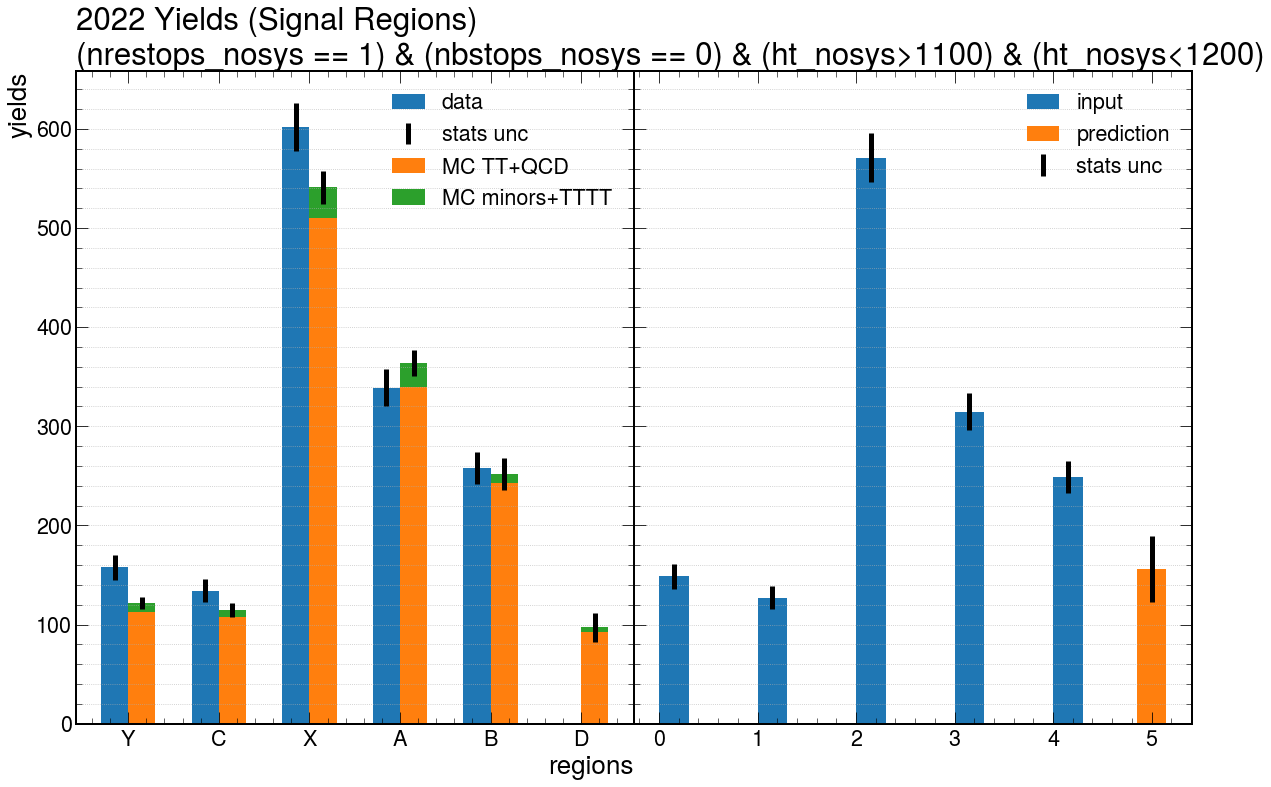 2022 Yields (Signal Regions)
(nrestops_nosys == 1) & (nbstops_nosys == 0) & (ht_nosys>1100) & (ht_nosys<1200)
yields
600
500
400
300
200
100
0
data
stats unc
MC TT+QCD
MC minors+TTTT
input
prediction
stats unc
Y C X A B D
0 1 2 3 4 5
regions